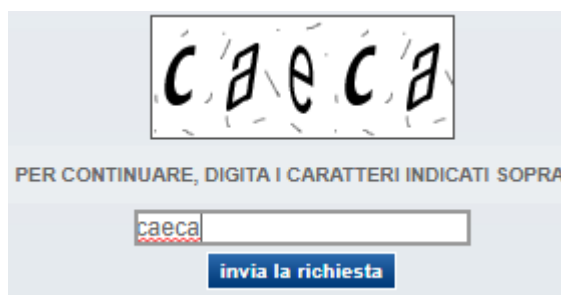 caeca
PER CONTINUARE, DIGITA I CARATTERI INDICATI SOPRA
caeca
invia la richiesta